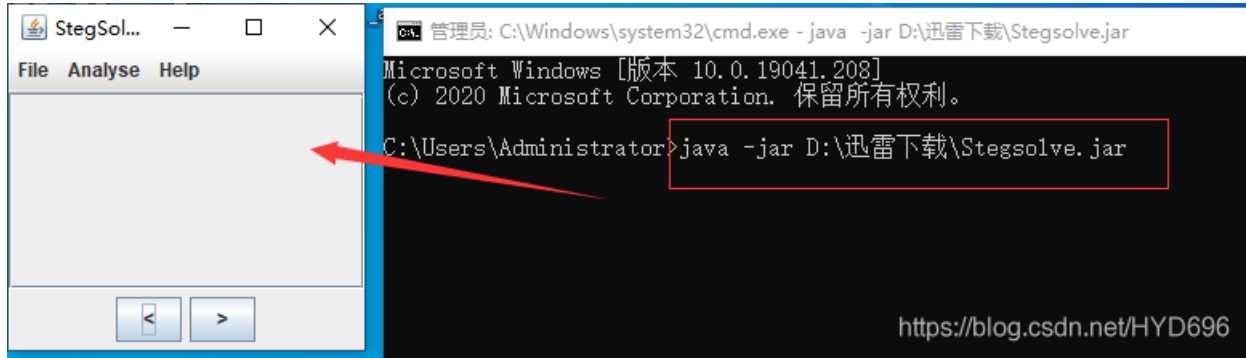 StegSol...
File Analyse Help
< >
管理员: C:\Windows\system32\cmd.exe - java -jar D:\迅雷下载\Stegsolve.jar
Microsoft Windows [版本 10.0.19041.208]
(c) 2020 Microsoft Corporation. 保留所有权利。
C:\Users\Administrator>java -jar D:\迅雷下载\Stegsolve.jar
https://blog.csdn.net/HYD696